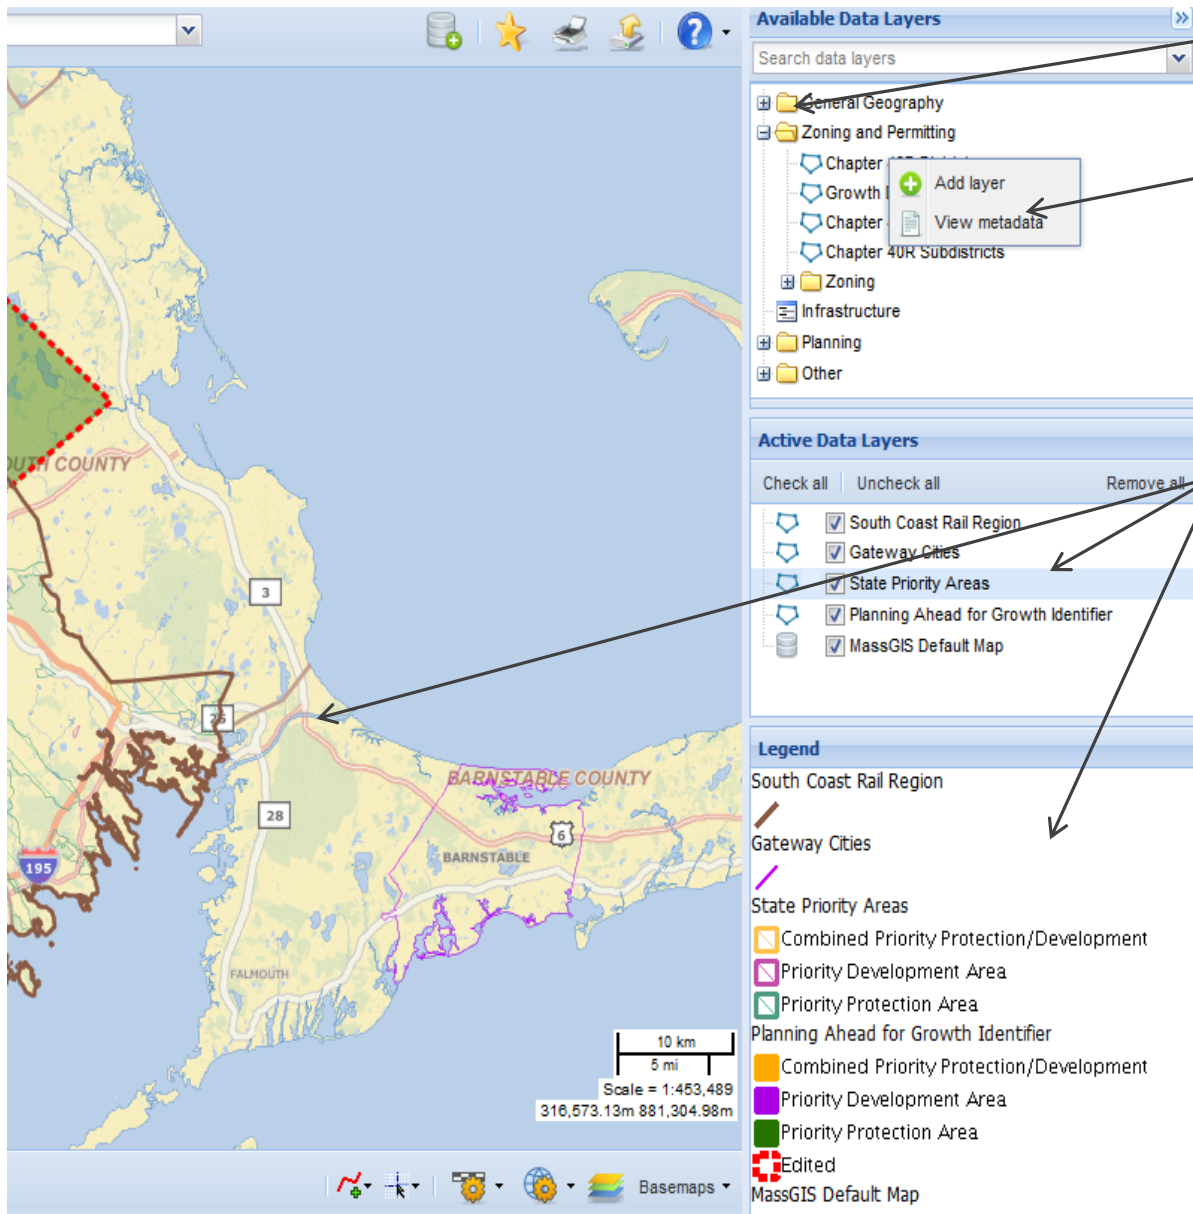 Available Data Layers
Search data layers
General Geography
Zoning and Permitting
Chapter
Growth
Chapter
Chapter 40R Subdistricts
Add layer
View metadata
Zoning
Infrastructure
Planning
Other
Active Data Layers
Check all Uncheck all Remove all
South Coast Rail Region
Gateway Cities
State Priority Areas
Planning Ahead for Growth Identifier
MassGIS Default Map
Legend
South Coast Rail Region
Gateway Cities
State Priority Areas
Combined Priority Protection/Development
Priority Development Area
Priority Protection Area
Planning Ahead for Growth Identifier
Combined Priority Protection/Development
Priority Development Area
Priority Protection Area
Edited
MassGIS Default Map
OUTH COUNTY
3
25
28
195
6
BARNSTABLE COUNTY
BARNSTABLE
FALMOUTH
10 km
5 mi
Scale = 1:453,489
316,573.13m 881,304.98m
Basemaps